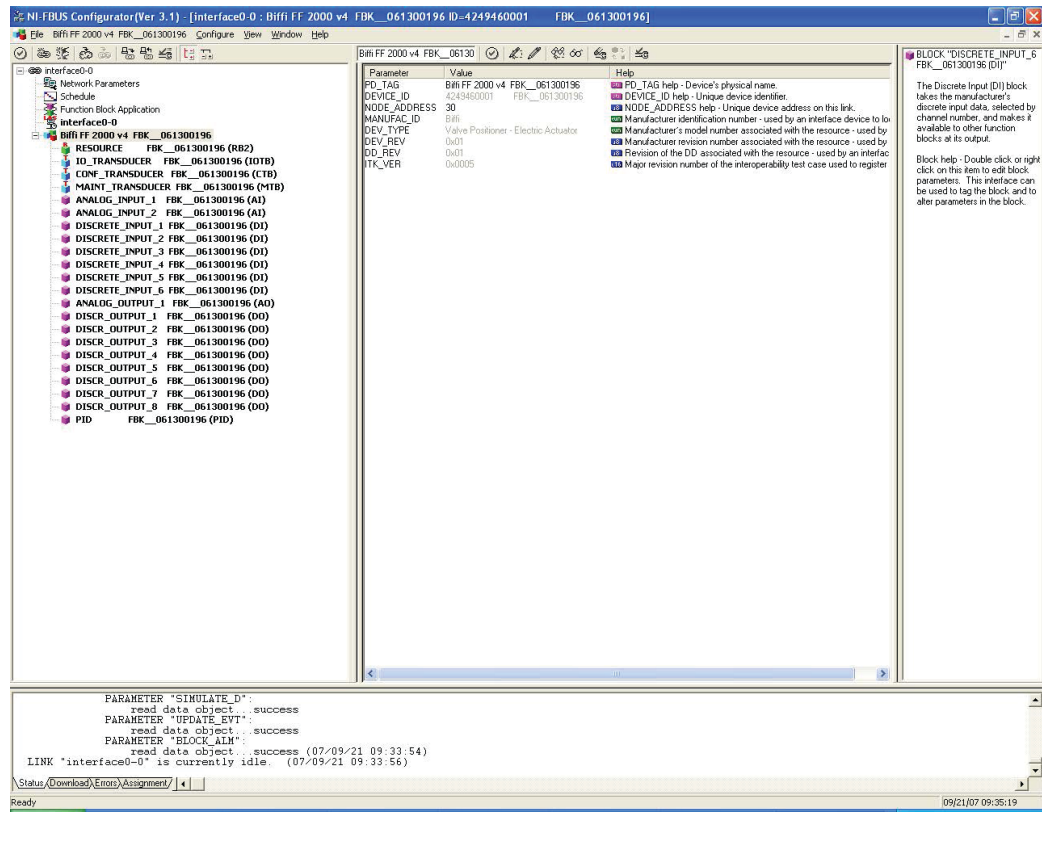 NI-FBUS Configurator(Ver 3.1) - [interface0-0 : Biffi FF 2000 v4 FBK__061300196 ID=4249460001 FBK__061300196]
File Biffi FF 2000 v4 FBK__061300196 Configure View Window Help
Biffi FF 2000 v4 FBK__06130
interface0-0
Network Parameters
Schedule
Function Block Application
interface0-0
Biffi FF 2000 v4 FBK__061300196
RESOURCE FBK__061300196 (RB2)
IO_TRANSDUCER FBK__061300196 (IOTB)
CONF_TRANSDUCER FBK__061300196 (CTB)
MAINT_TRANSDUCER FBK__061300196 (MTB)
ANALOG_INPUT_1 FBK__061300196 (AI)
ANALOG_INPUT_2 FBK__061300196 (AI)
DISCRETE_INPUT_1 FBK__061300196 (DI)
DISCRETE_INPUT_2 FBK__061300196 (DI)
DISCRETE_INPUT_3 FBK__061300196 (DI)
DISCRETE_INPUT_4 FBK__061300196 (DI)
DISCRETE_INPUT_5 FBK__061300196 (DI)
DISCRETE_INPUT_6 FBK__061300196 (DI)
ANALOG_OUTPUT_1 FBK__061300196 (AO)
DISCR_OUTPUT_1 FBK__061300196 (DO)
DISCR_OUTPUT_2 FBK__061300196 (DO)
DISCR_OUTPUT_3 FBK__061300196 (DO)
DISCR_OUTPUT_4 FBK__061300196 (DO)
DISCR_OUTPUT_5 FBK__061300196 (DO)
DISCR_OUTPUT_6 FBK__061300196 (DO)
DISCR_OUTPUT_7 FBK__061300196 (DO)
DISCR_OUTPUT_8 FBK__061300196 (DO)
PID FBK__061300196 (PID)
Parameter Value Help
PD_TAG Biffi FF 2000 v4 FBK__061300196 PD_TAG help - Device's physical name.
DEVICE_ID 4249460001 FBK__061300196 DEVICE_ID help - Unique device identifier.
NODE_ADDRESS 30 NODE_ADDRESS help - Unique device address on this link.
MANUFAC_ID Biffi Manufacturer identification number - used by an interface device to lo
DEV_TYPE Valve Positioner - Electric Actuator Manufacturer's model number associated with the resource - used by
DEV_REV 0x01 Manufacturer revision number associated with the resource - used by
DD_REV 0x01 Revision of the DD associated with the resource - used by an interfac
ITK_VER 0x0005 Major revision number of the interoperability test case used to register
BLOCK "DISCRETE_INPUT_6
FBK__061300196 (DI)"
The Discrete Input (DI) block
takes the manufacturer's
discrete input data, selected by
channel number, and makes it
available to other function
blocks at its output.
Block help - Double click or right
click on this item to edit block
parameters. This interface can
be used to tag the block and to
alter parameters in the block.
PARAMETER "SIMULATE_D":
read data object...success
PARAMETER "UPDATE_EVT":
read data object...success
PARAMETER "BLOCK_ALM":
read data object...success (07/09/21 09:33:54)
LINK "interface0-0" is currently idle. (07/09/21 09:33:56)
Status Download Errors Assignment
Ready 09/21/07 09:35:19